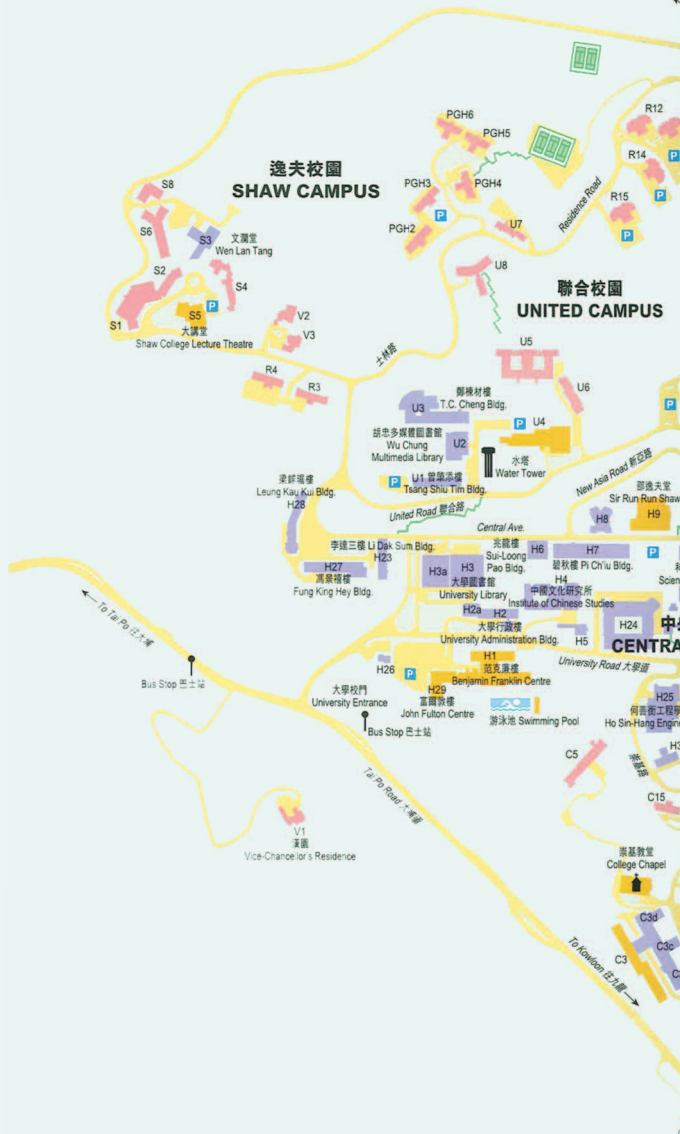 R12
PGH6
PGH5
R14
P
逸夫校園
SHAW CAMPUS
S8
PGH3
PGH4
P
R15
P
S6
S3
文瀾堂
Wen Lan Tang
P
PGH2
U7
Residence Road
P
S2
S4
U8
聯合校園
UNITED CAMPUS
S1
S5
P
大講堂
Shaw College Lecture Theatre
V2
V3
士林路
U5
R4
R3
U6
鄭棟材樓
T.C. Cheng Bldg.
U3
P
U4
P
胡忠多媒體圖書館
Wu Chung
Multimedia Library
U2
水塔
Water Tower
New Asia Road 新亞路
梁銶琚樓
Leung Kau Kui Bldg.
H28
P
U1 曾肇添樓
Tsang Shiu Tim Bldg.
邵逸夫堂
Sir Run Run Shaw
United Road 聯合路
H8
H9
Central Ave.
李達三樓 Li Dak Sum Bldg.
H23
兆龍樓
Sui-Loong
Pao Bldg.
H6
H7
碧秋樓 Pi Ch'iu Bldg.
P
H27
馮景禧樓
Fung King Hey Bldg.
H3a
H3
大學圖書館
University Library
H4
中國文化研究所
Institute of Chinese Studies
Scien
To Tai Po 往大埔
H2a
H2
大學行政樓
University Administration Bldg.
H5
H24
CENTRA
University Road 大學道
H26
H1
范克廉樓
Benjamin Franklin Centre
Bus Stop 巴士站
P
H29
富爾敦樓
John Fulton Centre
大學校門
University Entrance
H25
何善衡工程學
Ho Sin-Hang Engin
游泳池 Swimming Pool
Bus Stop 巴士站
C5
崇基路
Tai Po Road 大埔道
C15
V1
漢園
Vice-Chancellor's Residence
崇基教堂
College Chapel
C3d
C3c
C3
To Kowloon 往九龍